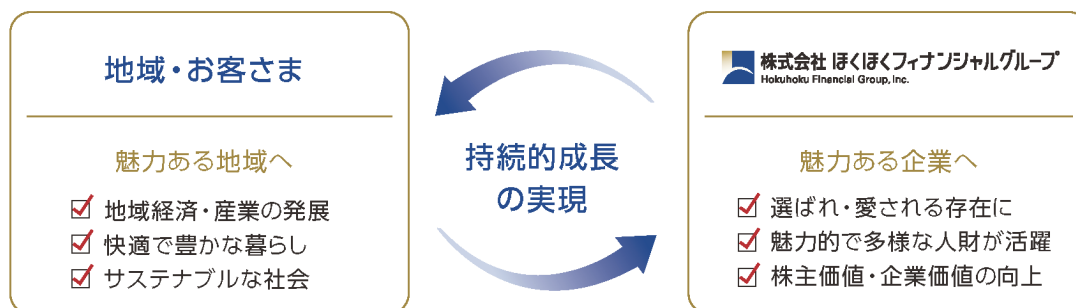 地域・お客さま
魅力ある地域へ
地域経済・産業の発展
快適で豊かな暮らし
サステナブルな社会
持続的成長
の実現
株式会社 ほくほくフィナンシャルグループ
Hokuhoku Financial Group, Inc.
魅力ある企業へ
選ばれ・愛される存在に
魅力的で多様な人財が活躍
株主価値・企業価値の向上